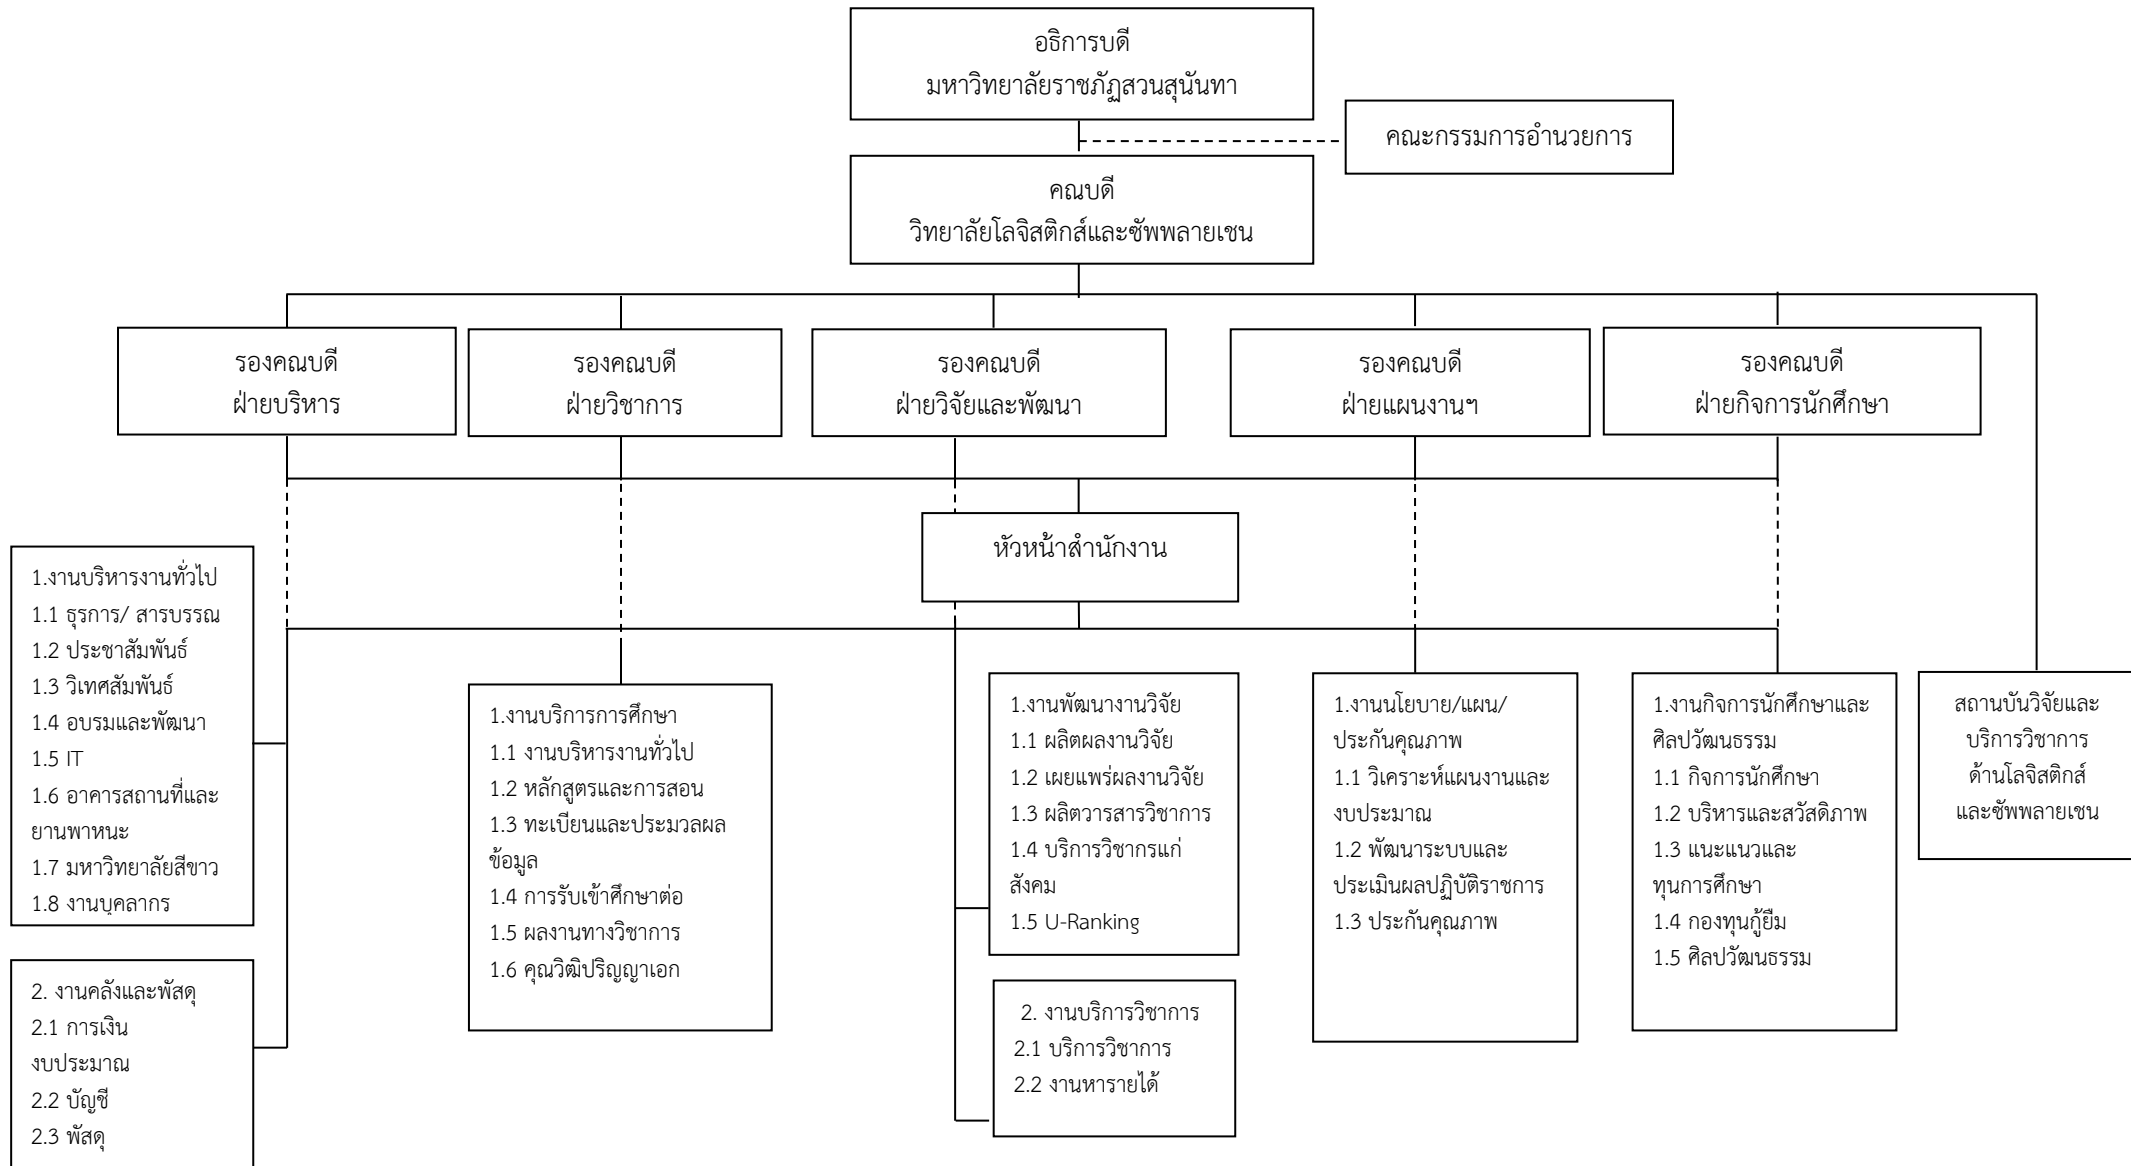 อธิการบดี
มหาวิทยาลัยราชภัฏสวนสุนันทา
คณะกรรมการอำนวยการ
คณบดี
วิทยาลัยโลจิสติกส์และซัพพลายเชน
รองคณบดี
ฝ่ายบริหาร
รองคณบดี
ฝ่ายวิชาการ
รองคณบดี
ฝ่ายวิจัยและพัฒนา
รองคณบดี
ฝ่ายแผนงานฯ
รองคณบดี
ฝ่ายกิจการนักศึกษา
หัวหน้าสำนักงาน
1.งานบริหารงานทั่วไป
1.1 ธุรการ/ สารบรรณ
1.2 ประชาสัมพันธ์
1.3 วิเทศสัมพันธ์
1.4 อบรมและพัฒนา
1.5 IT
1.6 อาคารสถานที่และ
ยานพาหนะ
1.7 มหาวิทยาลัยสีขาว
1.8 งานบุคลากร
2. งานคลังและพัสดุ
2.1 การเงิน
งบประมาณ
2.2 บัญชี
2.3 พัสดุ
1.งานบริการการศึกษา
1.1 งานบริหารงานทั่วไป
1.2 หลักสูตรและการสอน
1.3 ทะเบียนและประมวลผล
ข้อมูล
1.4 การรับเข้าศึกษาต่อ
1.5 ผลงานทางวิชาการ
1.6 คุณวิฒิปริญญาเอก
1.งานพัฒนางานวิจัย
1.1 ผลิตผลงานวิจัย
1.2 เผยแพร่ผลงานวิจัย
1.3 ผลิตวารสารวิชาการ
1.4 บริการวิชากรแก่
สังคม
1.5 U-Ranking
2. งานบริการวิชาการ
2.1 บริการวิชาการ
2.2 งานหารายได้
1.งานนโยบาย/แผน/
ประกันคุณภาพ
1.1 วิเคราะห์แผนงานและ
งบประมาณ
1.2 พัฒนาระบบและ
ประเมินผลปฏิบัติราชการ
1.3 ประกันคุณภาพ
1.งานกิจการนักศึกษาและ
ศิลปวัฒนธรรม
1.1 กิจการนักศึกษา
1.2 บริหารและสวัสดิภาพ
1.3 แนะแนวและ
ทุนการศึกษา
1.4 กองทุนกู้ยืม
1.5 ศิลปวัฒนธรรม
สถานบันวิจัยและ
บริการวิชาการ
ด้านโลจิสติกส์
และซัพพลายเชน